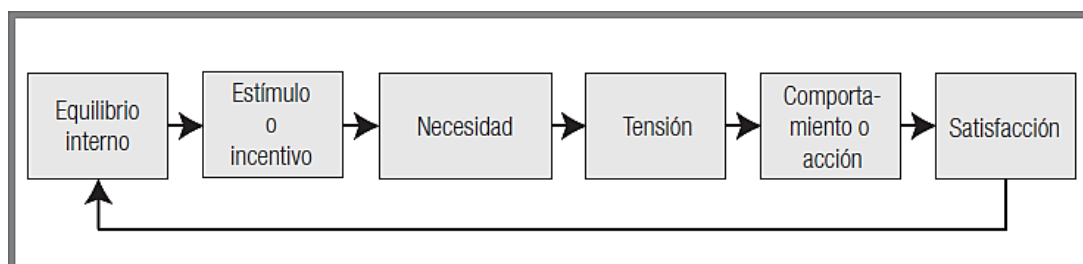 Equilibrio
interno
Estímulo
o
incentivo
Necesidad
Tensión
Comporta-
miento o
acción
Satisfacción